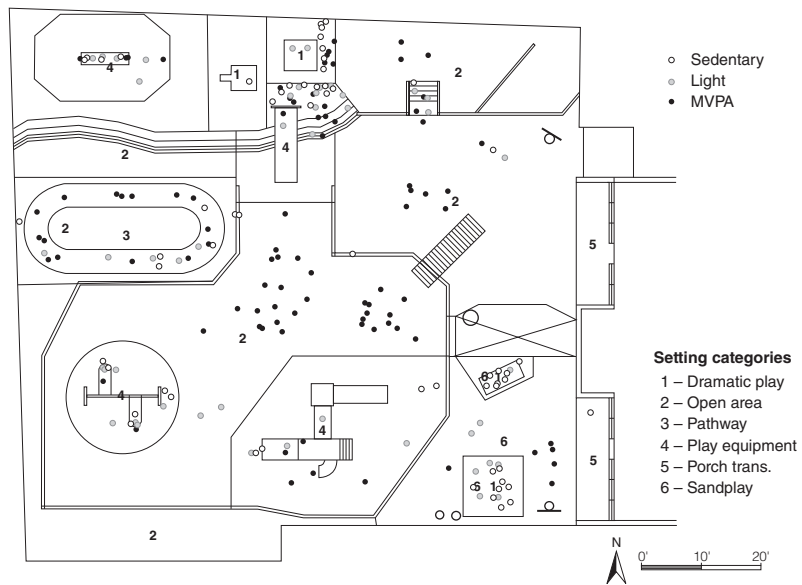 Sedentary
Light
MVPA
4
1
1
2
2
4
2
2
3
5
2
4
4
6 1
6
6 1
5
2
Setting categories
1 – Dramatic play
2 – Open area
3 – Pathway
4 – Play equipment
5 – Porch trans.
6 – Sandplay
N
0' 10' 20'